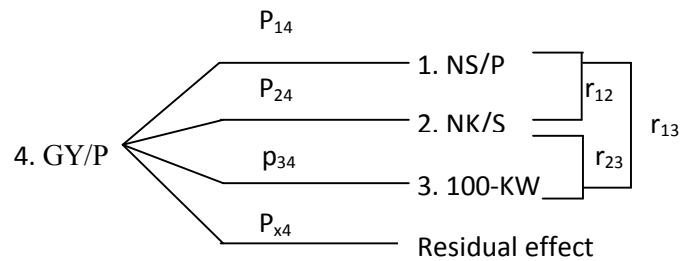 P14
1. NS/P
P24
r12
2. NK/S
r13
4. GY/P
p34
r23
3. 100-KW
Px4
Residual effect